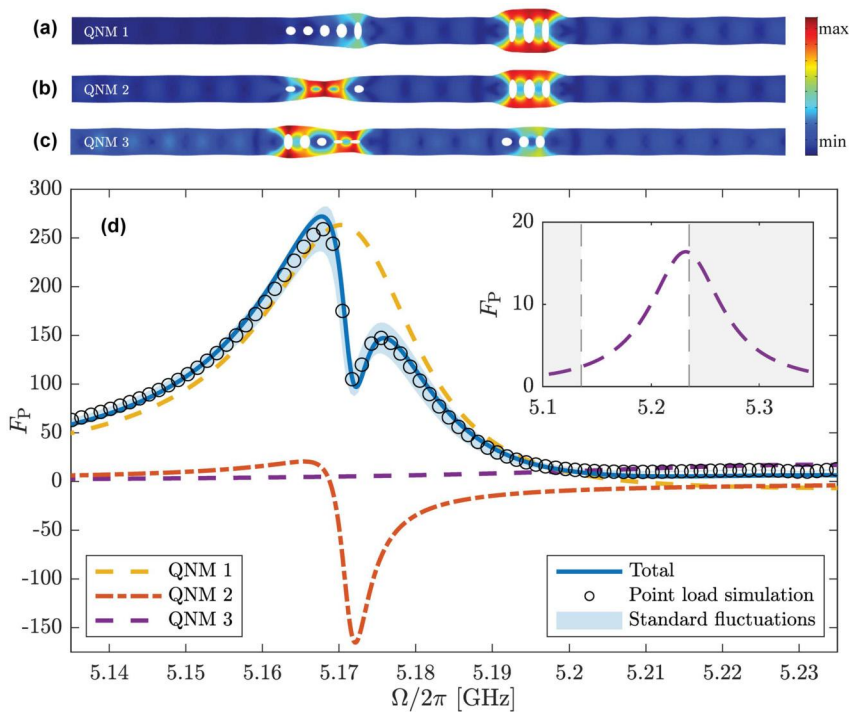 (a) QNM 1 max
(b) QNM 2
(c) QNM 3 min
300
250
200
150
100
50
0
-50
-100
-150
F_P
(d)
20
10
0
F_P
5.1 5.2 5.3
QNM 1
QNM 2
QNM 3
Total
Point load simulation
Standard fluctuations
5.14 5.15 5.16 5.17 5.18 5.19 5.2 5.21 5.22 5.23
Ω/2π [GHz]